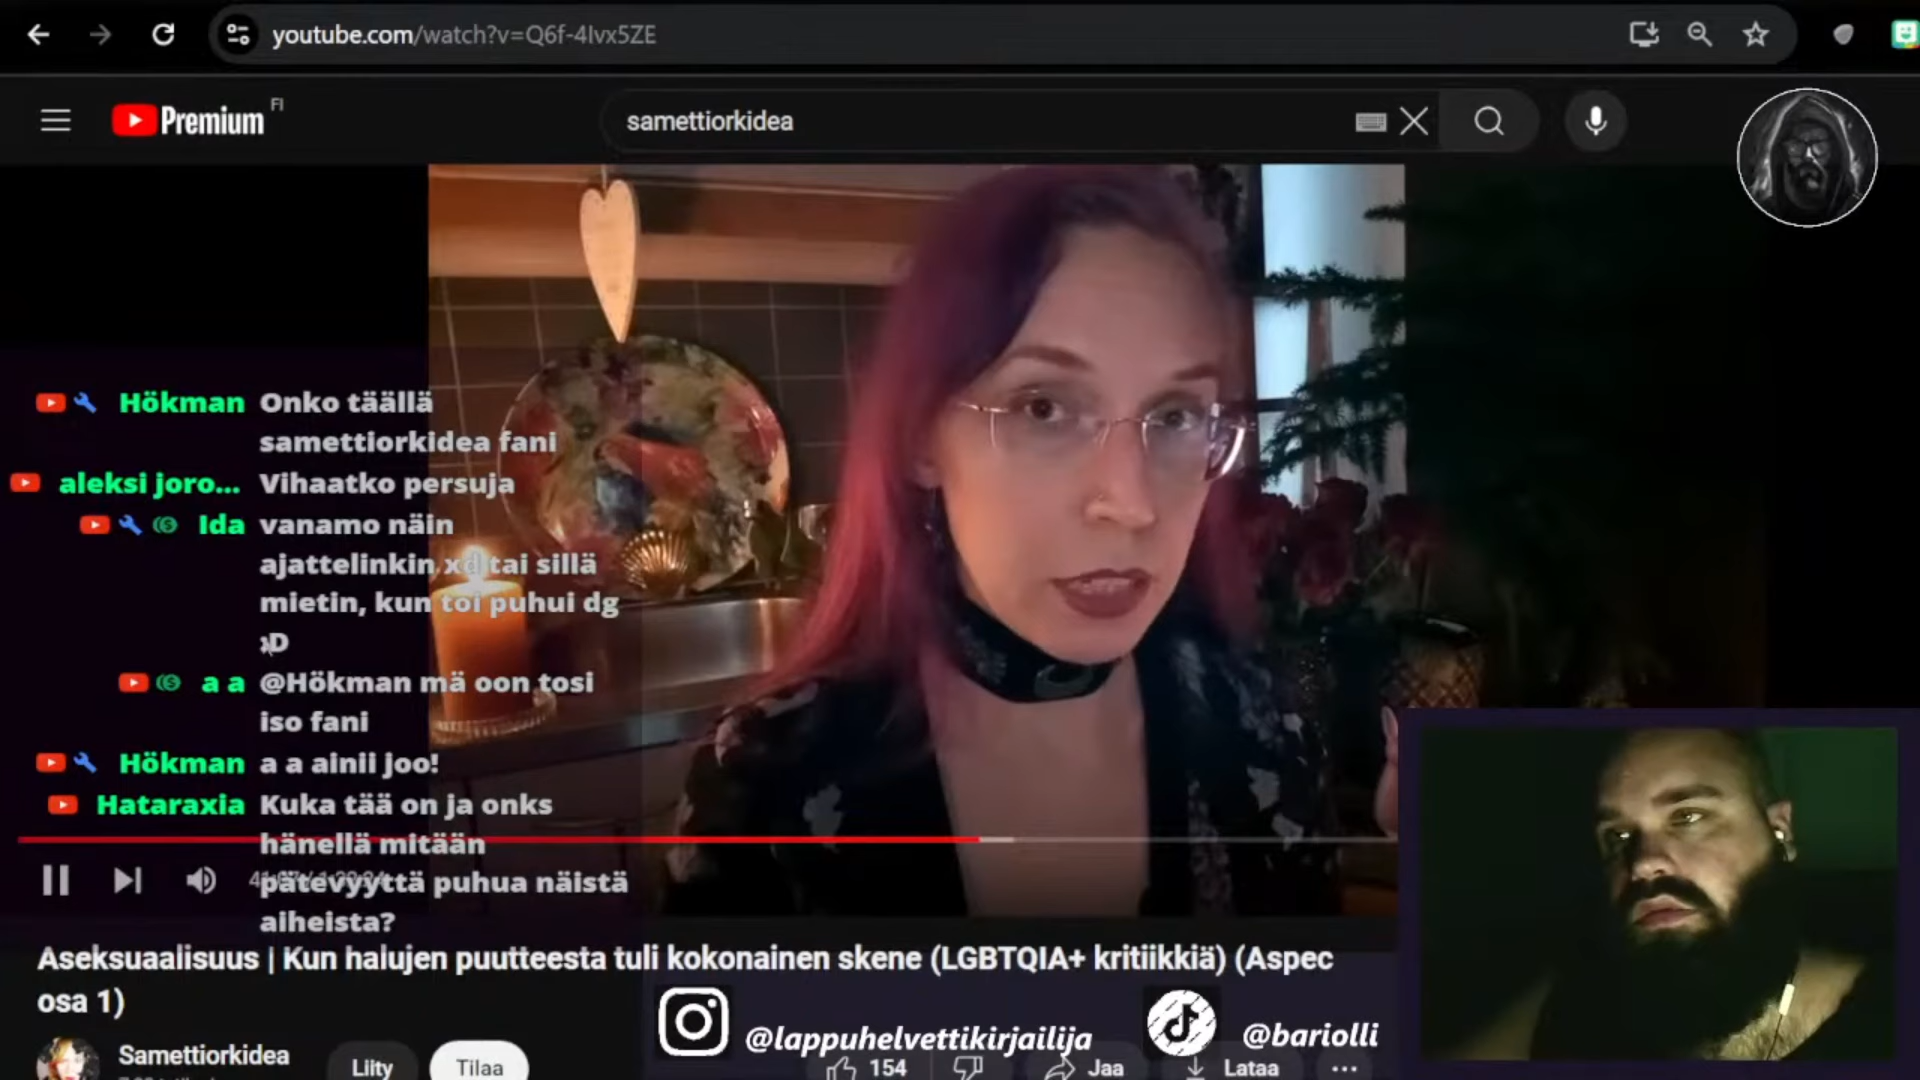 youtube.com/watch?v=Q6f-4lvx5ZE
Premium
FI
samettiorkidea
Hökman Onko täällä
samettiorkidea fani
aleksi joro... Vihaatko persuja
Ida vanamo näin
ajattelinkin xd tai sillä
mietin, kun toi puhui dg
;D
a a @Hökman mä oon tosi
iso fani
Hökman a a ainii joo!
Hataraxia Kuka tää on ja onks
hänellä mitään
pätevyyttä puhua näistä
aiheista?
Aseksuaalisuus | Kun halujen puutteesta tuli kokonainen skene (LGBTQIA+ kritiikkiä) (Aspec
osa 1)
@lappuhelvettikirjailija
@bariolli
Samettiorkidea
Liity
Tilaa
154
Jaa
Lataa